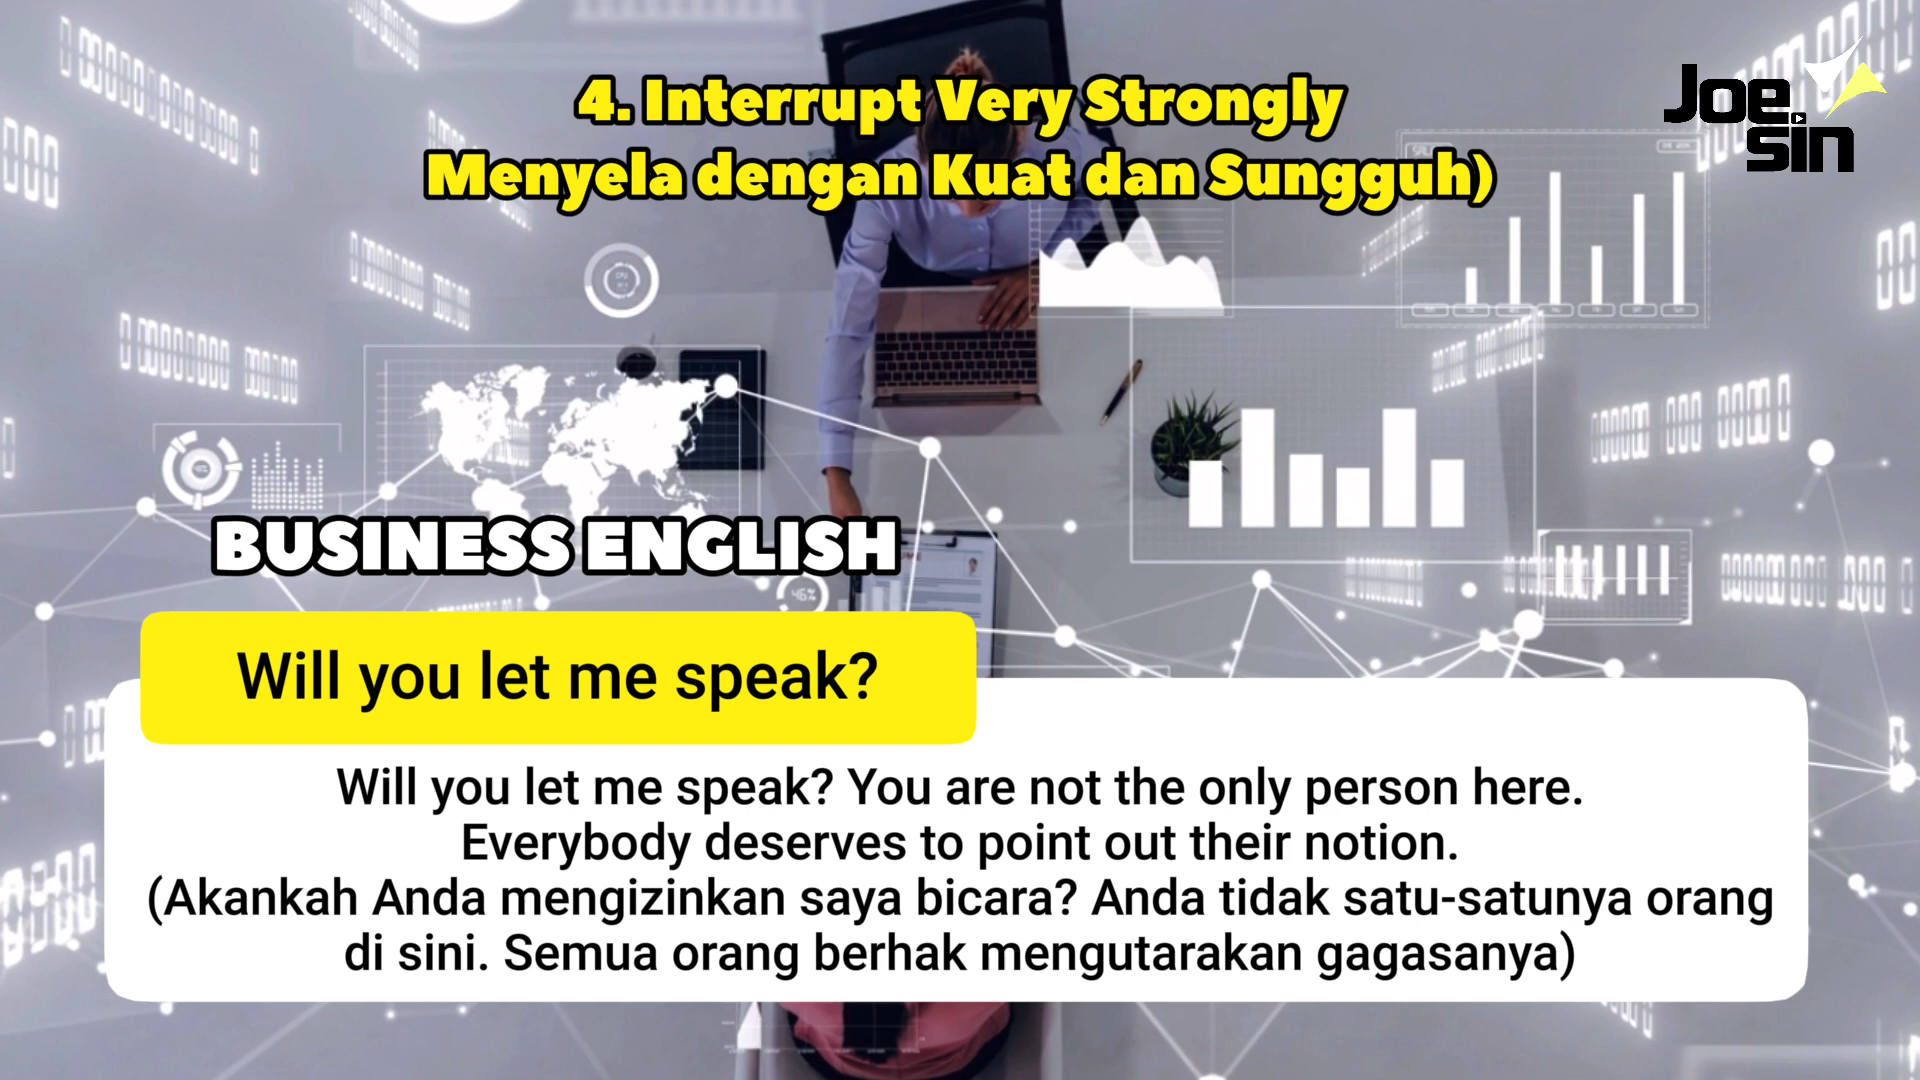 4. Interrupt Very Strongly
Menyela dengan Kuat dan Sungguh)
Joe
sin
BUSINESS ENGLISH
46%
Will you let me speak?
Will you let me speak? You are not the only person here.
Everybody deserves to point out their notion.
(Akankah Anda mengizinkan saya bicara? Anda tidak satu-satunya orang
di sini. Semua orang berhak mengutarakan gagasanya)